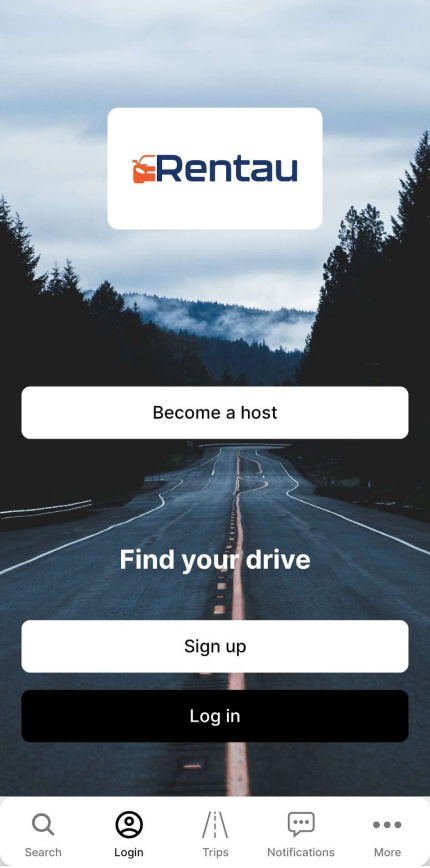 Rentau
Become a host
Find your drive
Sign up
Log in
Search
Login
Trips
Notifications
More